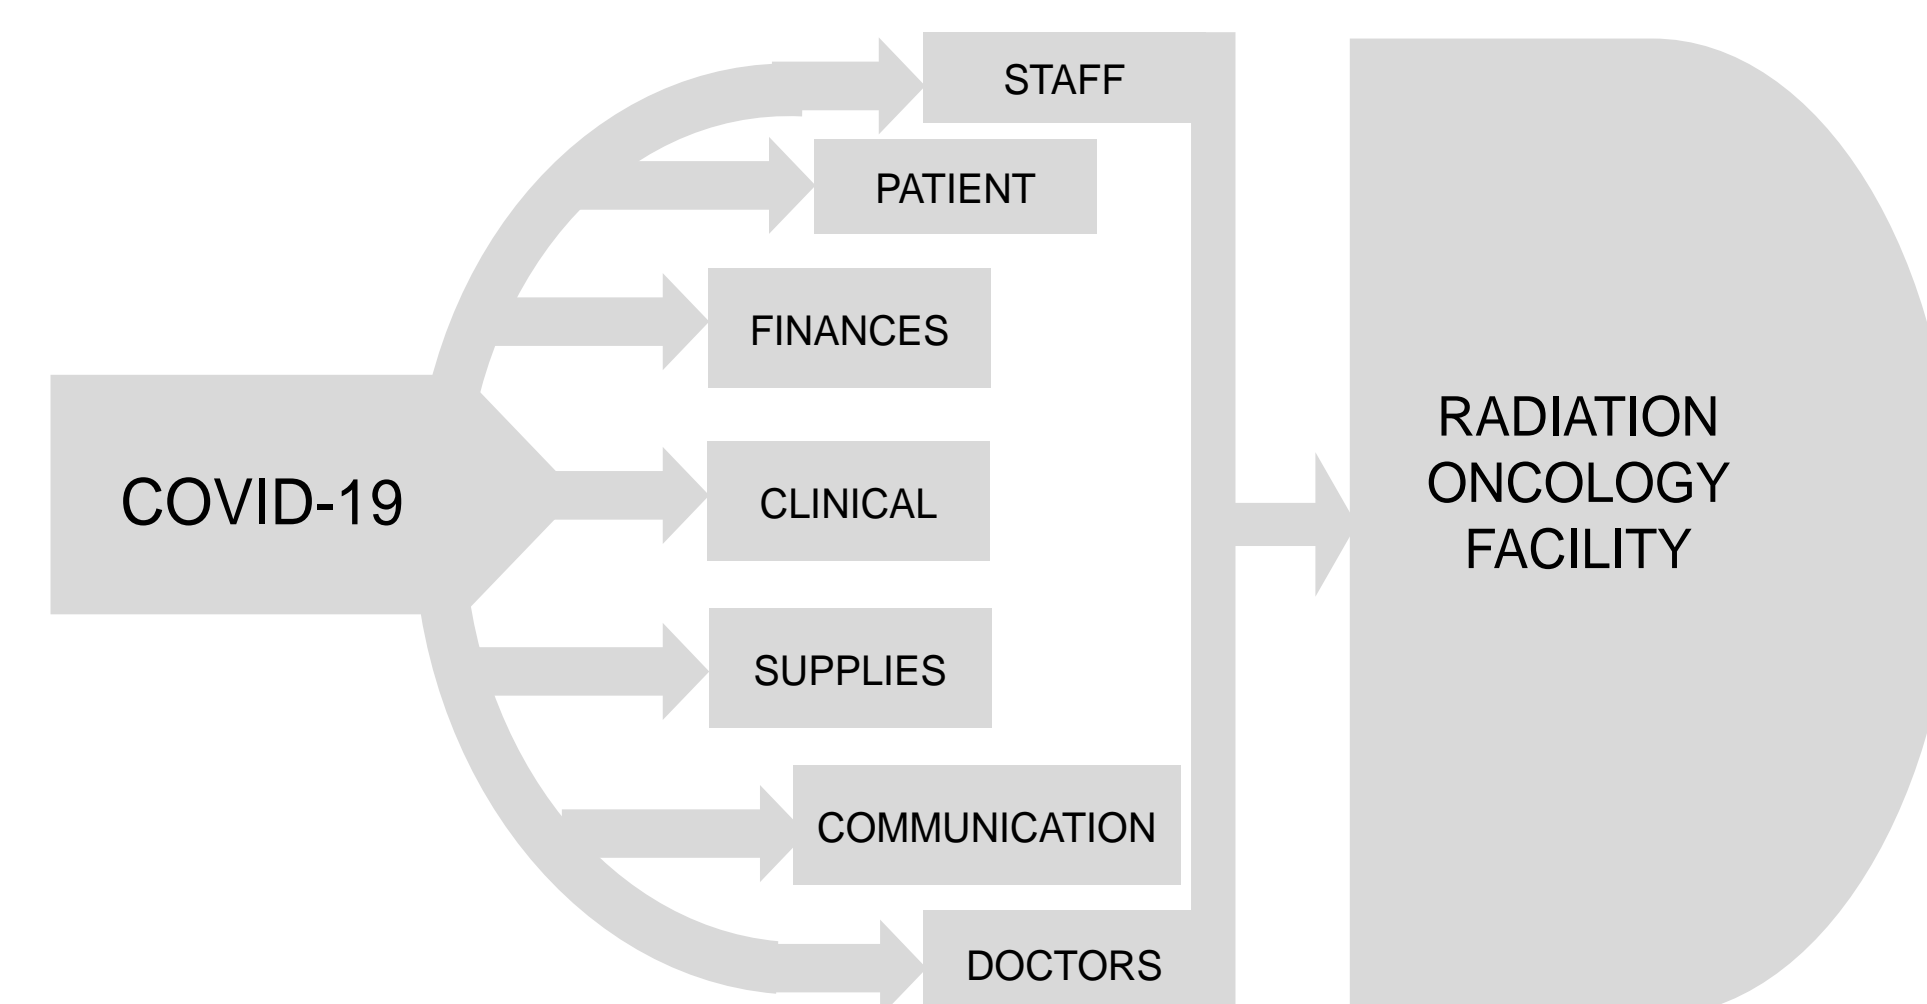 STAFF
PATIENT
FINANCES
COVID-19
CLINICAL
SUPPLIES
COMMUNICATION
DOCTORS
RADIATION
ONCOLOGY
FACILITY